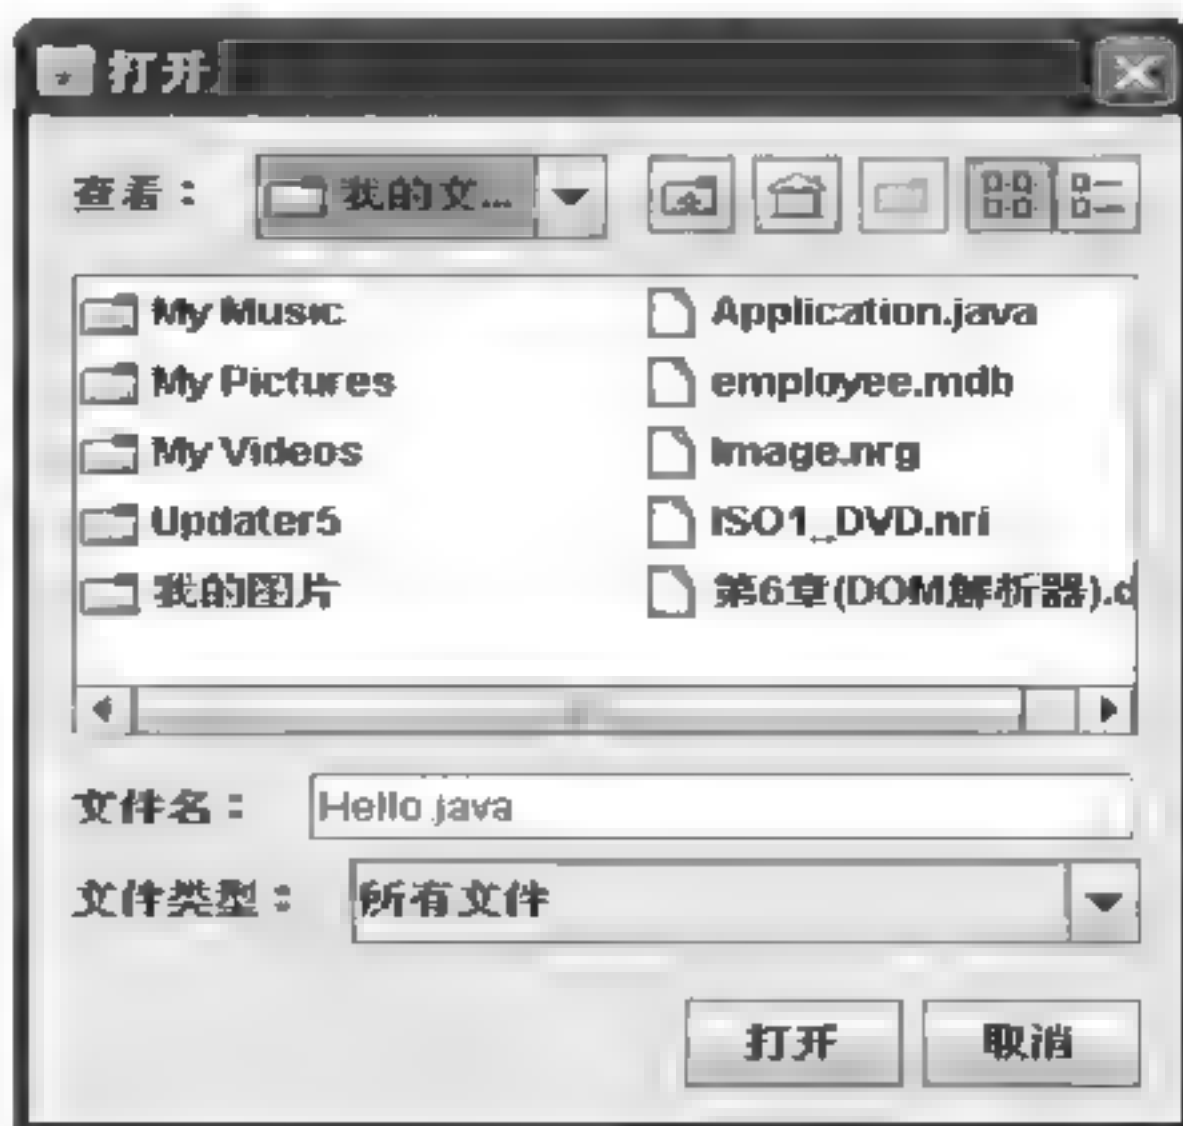 打开
查看：
我的文...
My Music
My Pictures
My Videos
Updater5
我的图片
Application.java
employee.mdb
Image.nrg
ISO1_DVD.nri
第6章(DOM解析器).d
文件名：
Hello.java
文件类型：
所有文件
打开
取消